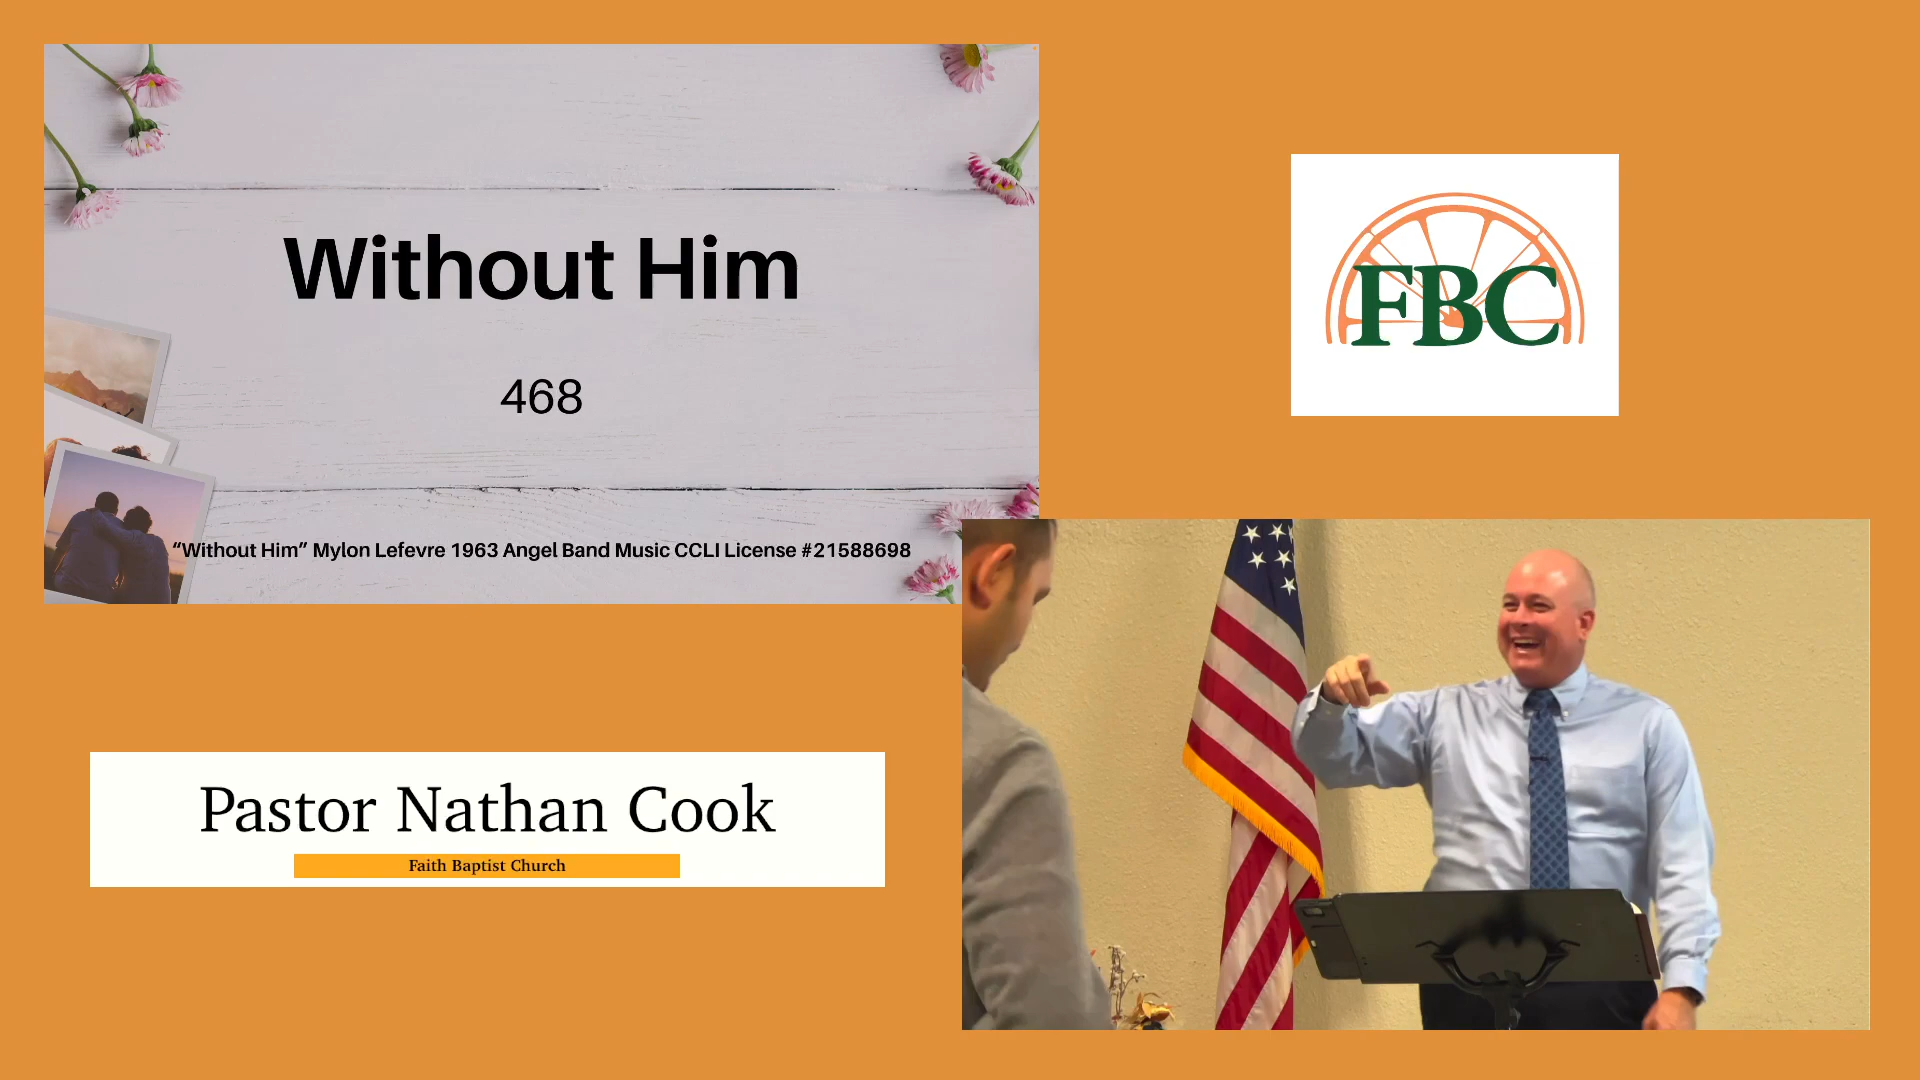 Without Him
468
“Without Him” Mylon Lefevre 1963 Angel Band Music CCLI License #21588698
FBC
Pastor Nathan Cook
Faith Baptist Church